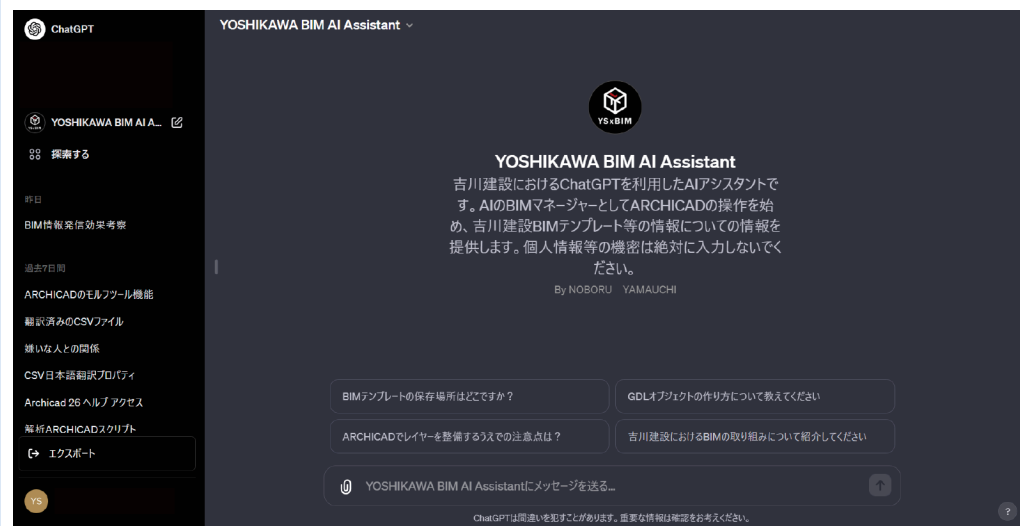 ChatGPT
YOSHIKAWA BIM AI A...
探索する
昨日
BIM情報発信効果考察
過去7日間
ARCHICADのモルフツール機能
翻訳済みのCSVファイル
嫌いな人との関係
CSV日本語翻訳プロパティ
Archicad 26 ヘルプ アクセス
解析ARCHICADスクリプト
エクスポート
YS
YOSHIKAWA BIM AI Assistant
YSxBIM
YOSHIKAWA BIM AI Assistant
吉川建設におけるChatGPTを利用したAIアシスタントで
す。AIのBIMマネージャーとしてARCHICADの操作を始
め、吉川建設BIMテンプレート等の情報についての情報を
提供します。個人情報等の機密は絶対に入力しないでく
ださい。
By NOBORU YAMAUCHI
BIMテンプレートの保存場所はどこですか？
GDLオブジェクトの作り方について教えてください
ARCHICADでレイヤーを整備するうえでの注意点は？
吉川建設におけるBIMの取り組みについて紹介してください
YOSHIKAWA BIM AI Assistantにメッセージを送る...
ChatGPTは間違いを犯すことがあります。重要な情報は確認をお考えください。
?